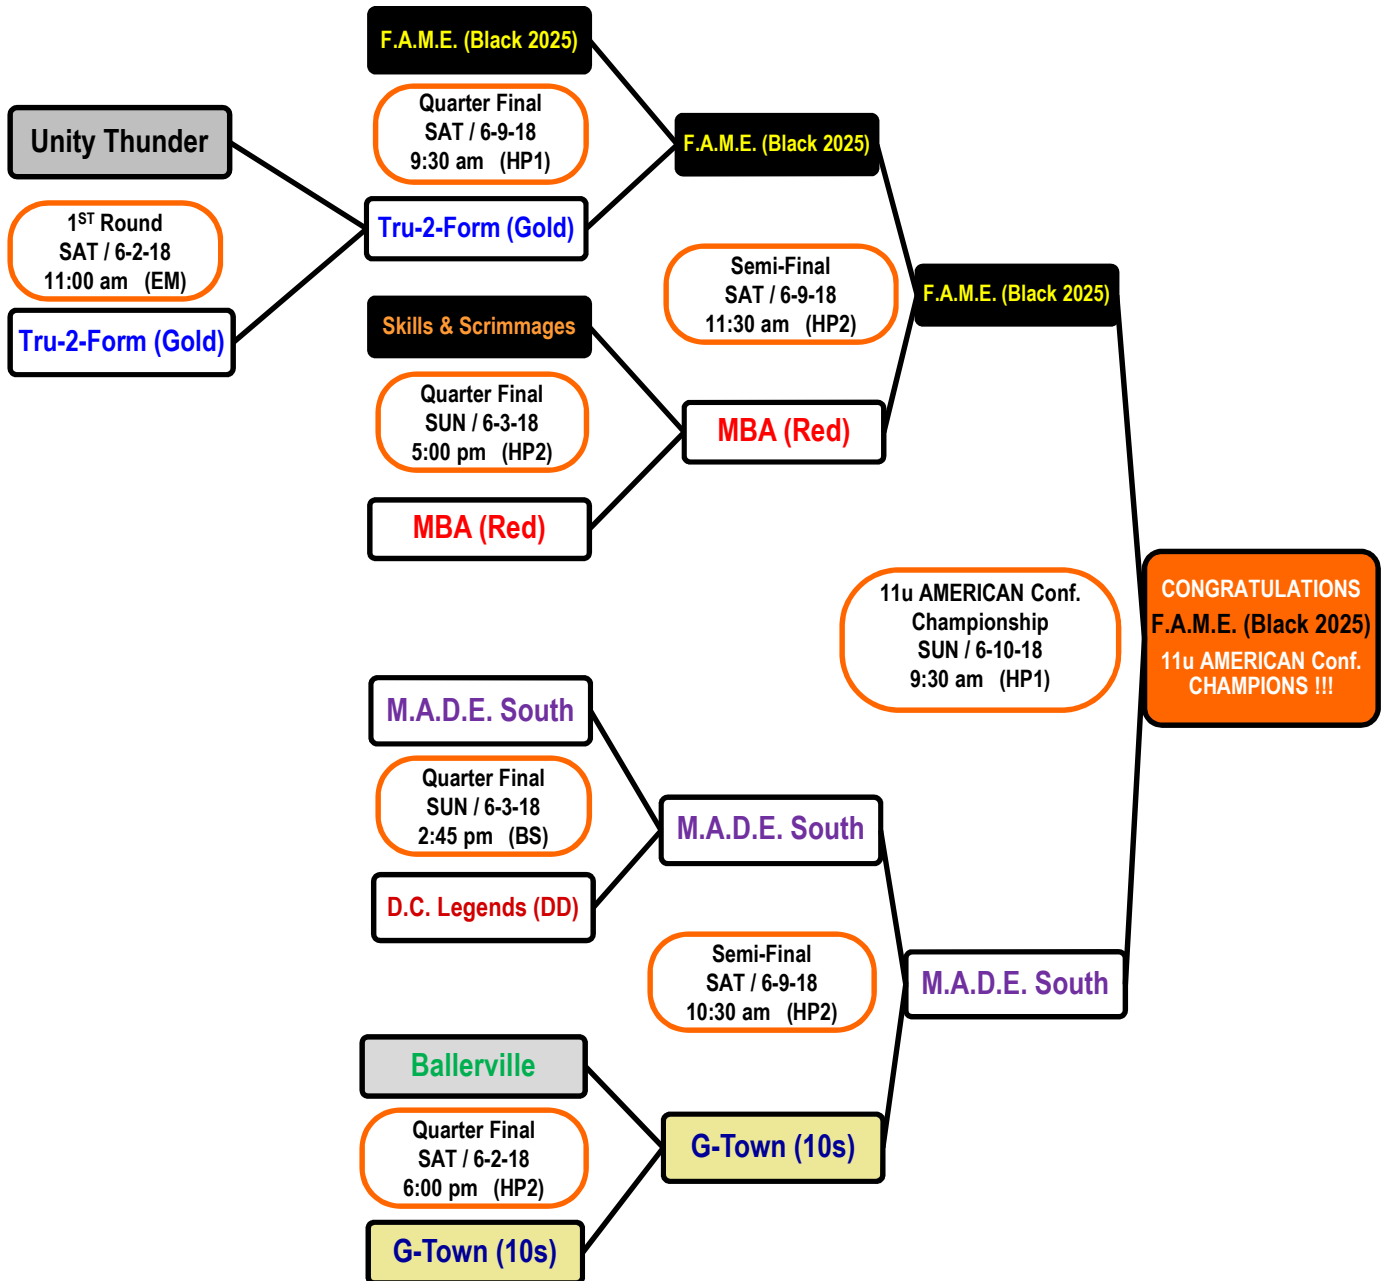 F.A.M.E. (Black 2025)
Quarter Final
SAT / 6-9-18
9:30 am (HP1)
Unity Thunder
F.A.M.E. (Black 2025)
1ST Round
SAT / 6-2-18
11:00 am (EM)
Tru-2-Form (Gold)
Tru-2-Form (Gold)
Semi-Final
SAT / 6-9-18
11:30 am (HP2)
F.A.M.E. (Black 2025)
Skills & Scrimmages
Quarter Final
SUN / 6-3-18
5:00 pm (HP2)
MBA (Red)
MBA (Red)
11u AMERICAN Conf.
Championship
SUN / 6-10-18
9:30 am (HP1)
CONGRATULATIONS
F.A.M.E. (Black 2025)
11u AMERICAN Conf.
CHAMPIONS !!!
M.A.D.E. South
Quarter Final
SUN / 6-3-18
2:45 pm (BS)
M.A.D.E. South
D.C. Legends (DD)
Semi-Final
SAT / 6-9-18
10:30 am (HP2)
M.A.D.E. South
Ballerville
Quarter Final
SAT / 6-2-18
6:00 pm (HP2)
G-Town (10s)
G-Town (10s)